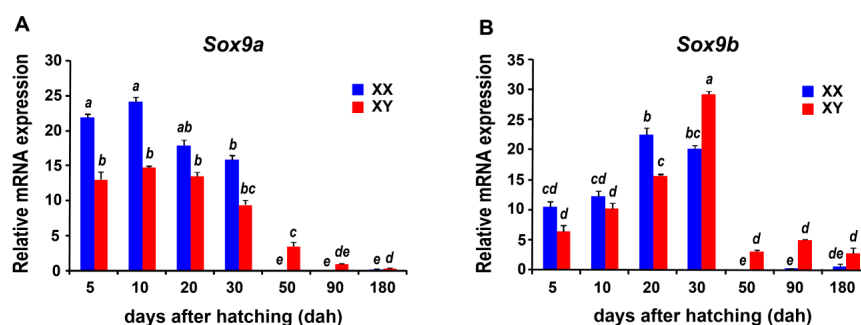 A
Sox9a
Relative mRNA expression
30
25
20
15
10
5
0
XX
XY
a
b
a
b
ab
b
b
bc
e
c
e
de
e
d
5 10 20 30 50 90 180
days after hatching (dah)
B
Sox9b
Relative mRNA expression
35
30
25
20
15
10
5
0
XX
XY
cd
d
cd
d
b
c
bc
a
e
d
e
d
de
d
5 10 20 30 50 90 180
days after hatching (dah)